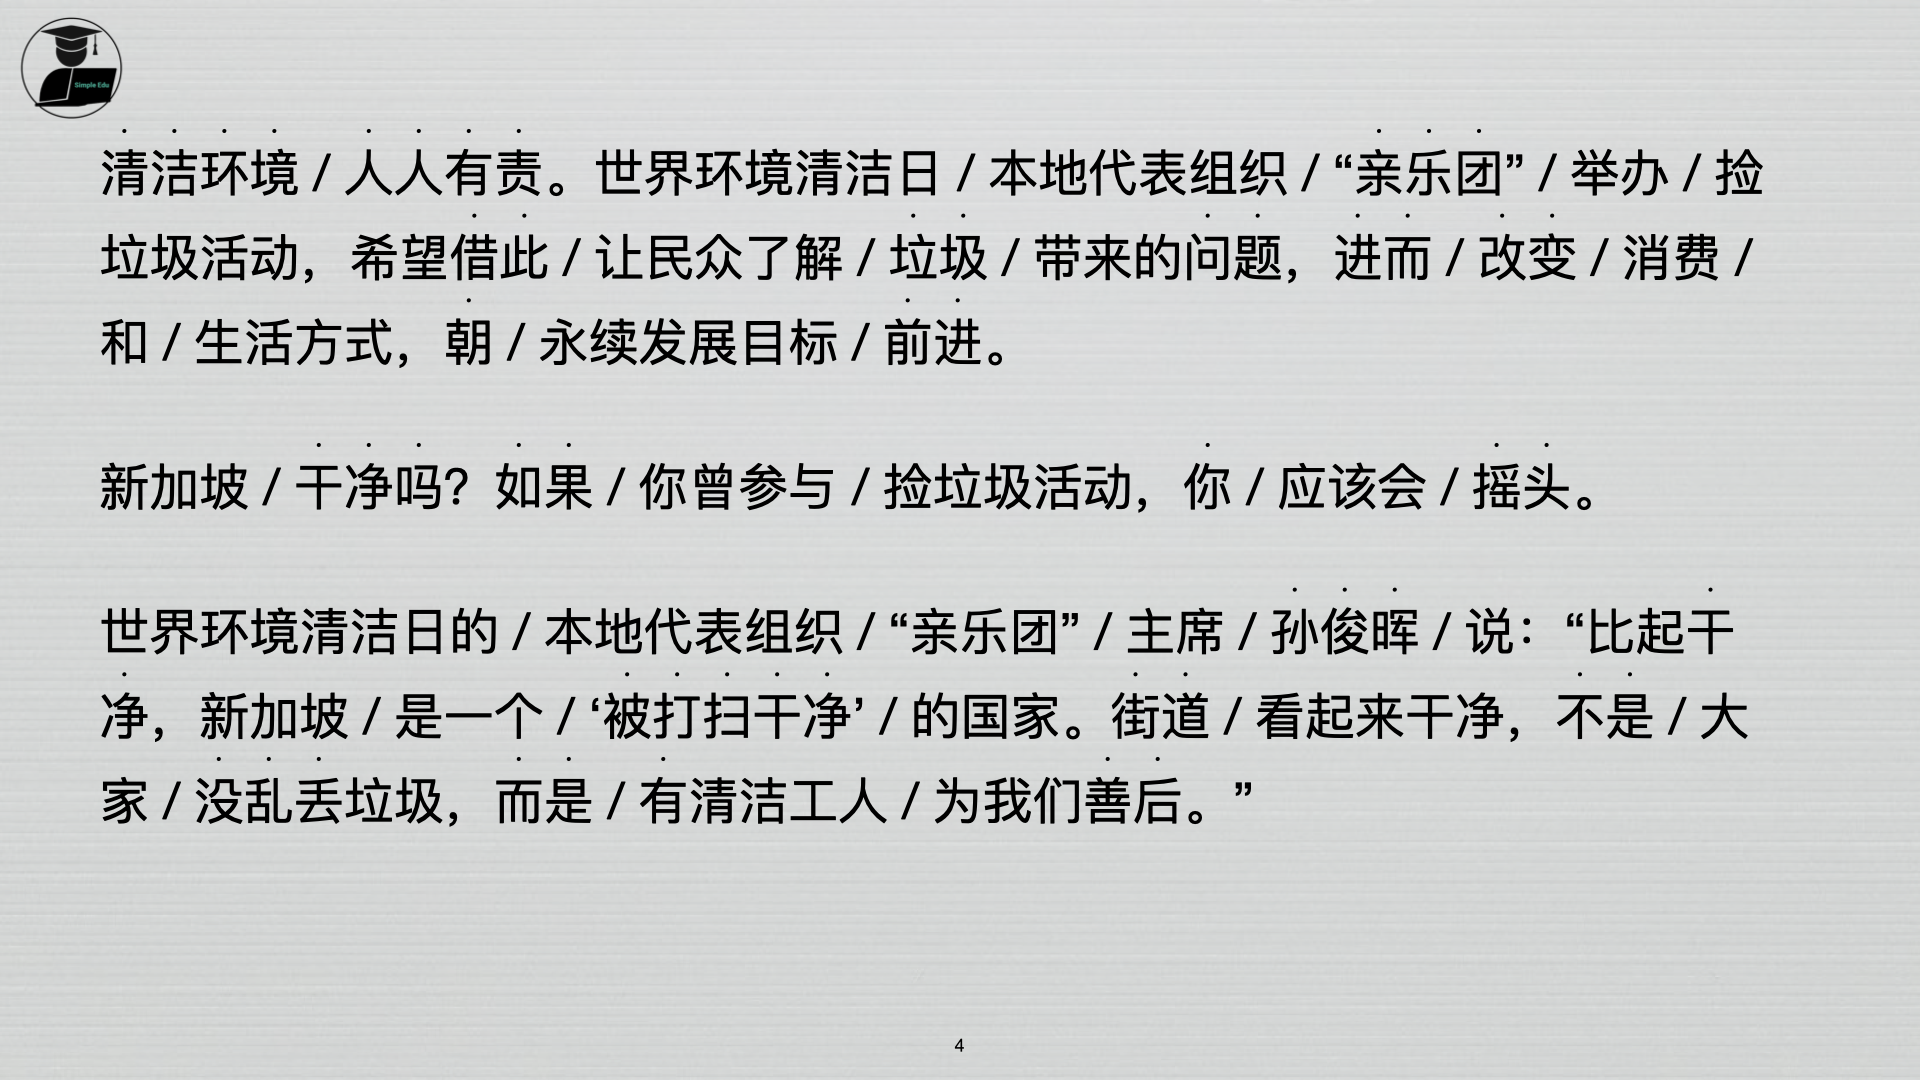 Simple Edu
清洁环境 / 人人有责。世界环境清洁日 / 本地代表组织 / “亲乐团” / 举办 / 捡
垃圾活动，希望借此 / 让民众了解 / 垃圾 / 带来的问题，进而 / 改变 / 消费 /
和 / 生活方式，朝 / 永续发展目标 / 前进。
新加坡 / 干净吗？如果 / 你曾参与 / 捡垃圾活动，你 / 应该会 / 摇头。
世界环境清洁日的 / 本地代表组织 / “亲乐团” / 主席 / 孙俊晖 / 说：“比起干
净，新加坡 / 是一个 / ‘被打扫干净’ / 的国家。街道 / 看起来干净，不是 / 大
家 / 没乱丢垃圾，而是 / 有清洁工人 / 为我们善后。”
4